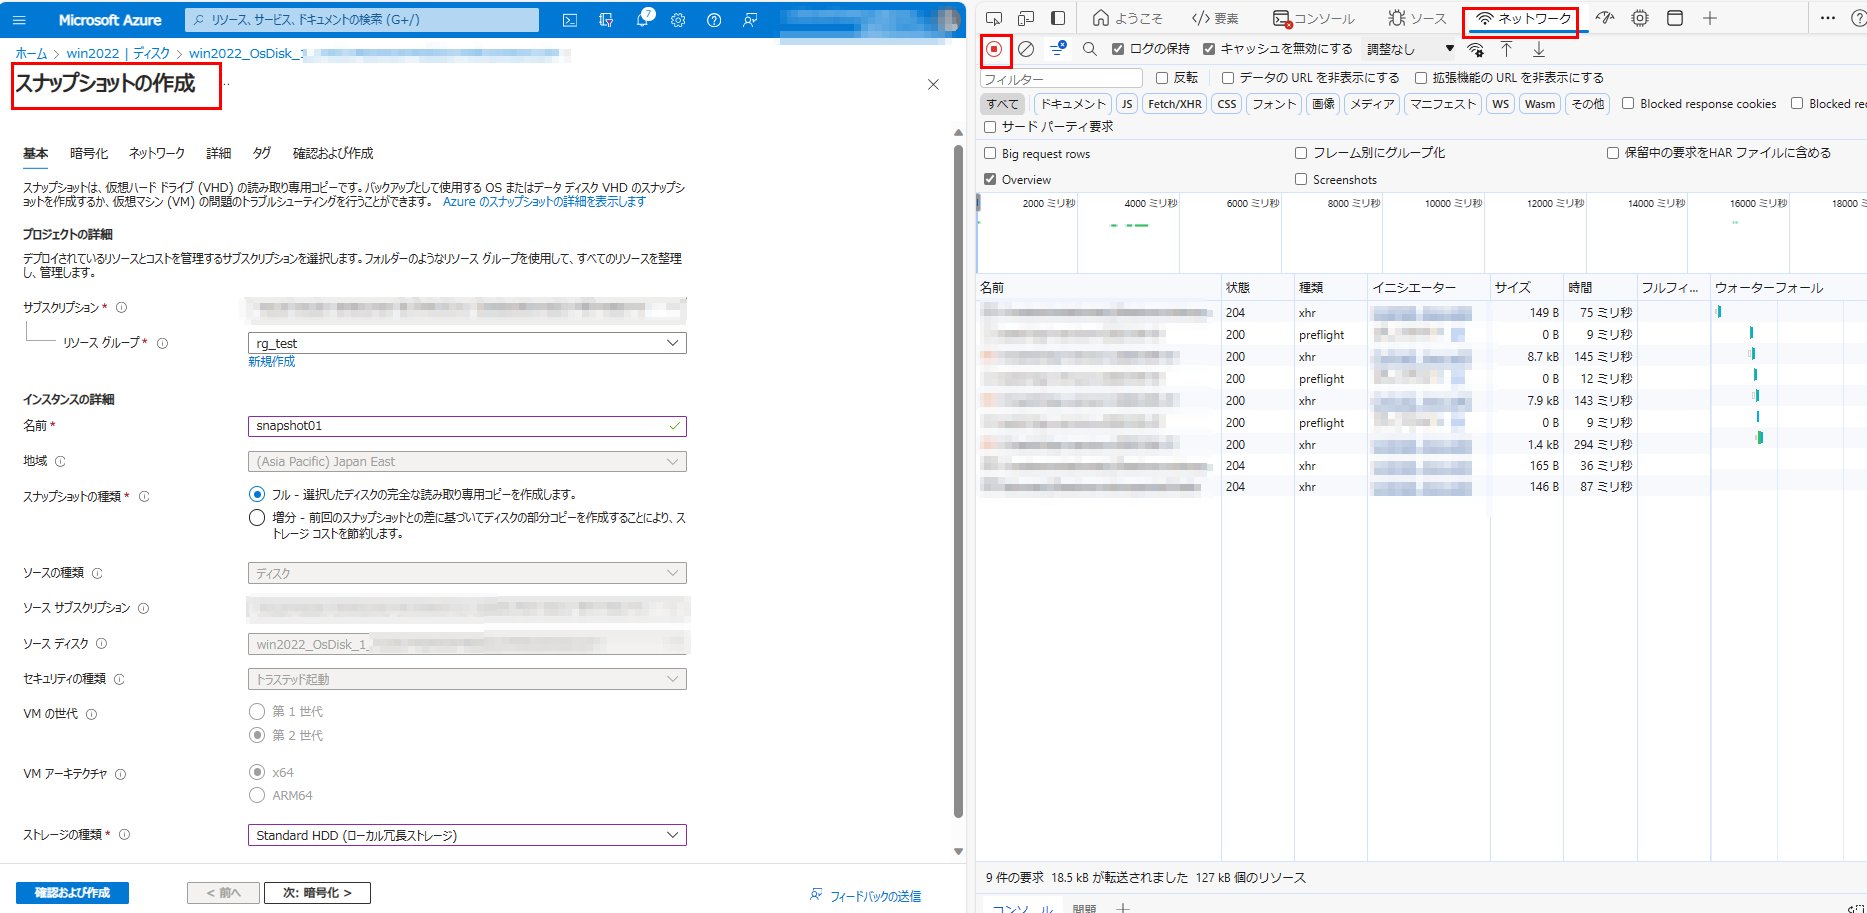 Microsoft Azure
リソース、サービス、ドキュメントの検索 (G+/)
7
ホーム > win2022 | ディスク > win2022_OsDisk_1_
スナップショットの作成
...
基本 暗号化 ネットワーク 詳細 タグ 確認および作成
スナップショットは、仮想ハード ドライブ (VHD) の読み取り専用コピーです。バックアップとして使用する OS またはデータ ディスク VHD のスナップショ
ットを作成するか、仮想マシン (VM) の問題のトラブルシューティングを行うことができます。 Azure のスナップショットの詳細を表示します
プロジェクトの詳細
デプロイされているリソースとコストを管理するサブスクリプションを選択します。フォルダーのようなリソース グループを使用して、すべてのリソースを整理
し、管理します。
サブスクリプション *
リソース グループ *
rg_test
新規作成
インスタンスの詳細
名前 *
snapshot01
地域
(Asia Pacific) Japan East
スナップショットの種類 *
フル - 選択したディスクの完全な読み取り専用コピーを作成します。
増分 - 前回のスナップショットとの差に基づいてディスクの部分コピーを作成することにより、ス
トレージ コストを節約します。
ソースの種類
ディスク
ソース サブスクリプション
ソース ディスク
win2022_OsDisk_1_
セキュリティの種類
トラステッド起動
VM の世代
第 1 世代
第 2 世代
VM アーキテクチャ
x64
ARM64
ストレージの種類 *
Standard HDD (ローカル冗長ストレージ)
確認および作成
< 前へ
次: 暗号化 >
フィードバックの送信
ようこそ 要素 コンソール ソース ネットワーク
ログの保持 キャッシュを無効にする 調整なし
フィルター 反転 データの URL を非表示にする 拡張機能の URL を非表示にする
すべて ドキュメント JS Fetch/XHR CSS フォント 画像 メディア マニフェスト WS Wasm その他 Blocked response cookies Blocked rec
サード パーティ要求
Big request rows フレーム別にグループ化 保留中の要求をHAR ファイルに含める
Overview Screenshots
2000 ミリ秒 4000 ミリ秒 6000 ミリ秒 8000 ミリ秒 10000 ミリ秒 12000 ミリ秒 14000 ミリ秒 16000 ミリ秒 18000 ミ
名前 状態 種類 イニシエーター サイズ 時間 フルフィ... ウォーターフォール
204 xhr 149 B 75 ミリ秒
200 preflight 0 B 9 ミリ秒
200 xhr 8.7 kB 145 ミリ秒
200 preflight 0 B 12 ミリ秒
200 xhr 7.9 kB 143 ミリ秒
200 preflight 0 B 9 ミリ秒
200 xhr 1.4 kB 294 ミリ秒
204 xhr 165 B 36 ミリ秒
204 xhr 146 B 87 ミリ秒
9 件の要求 18.5 kB が転送されました 127 kB 個のリソース
コンソール 問題